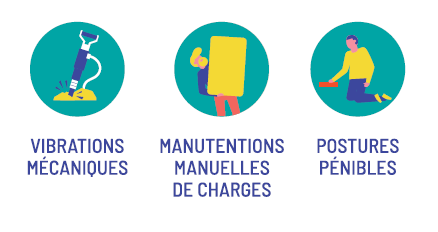 VIBRATIONS
MÉCANIQUES
MANUTENTIONS
MANUELLES
DE CHARGES
POSTURES
PÉNIBLES